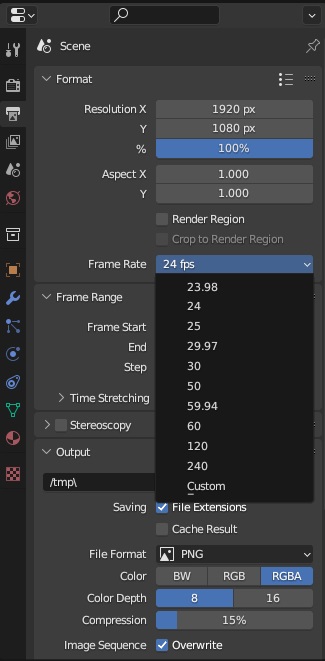 Scene
Format
Resolution X 1920 px
Y 1080 px
% 100%
Aspect X 1.000
Y 1.000
Render Region
Crop to Render Region
Frame Rate 24 fps
23.98
24
25
29.97
30
50
59.94
60
120
240
Custom
Frame Range
Frame Start
End
Step
Time Stretching
Stereoscopy
Output
/tmp\
Saving File Extensions
Cache Result
File Format PNG
Color BW RGB RGBA
Color Depth 8 16
Compression 15%
Image Sequence Overwrite